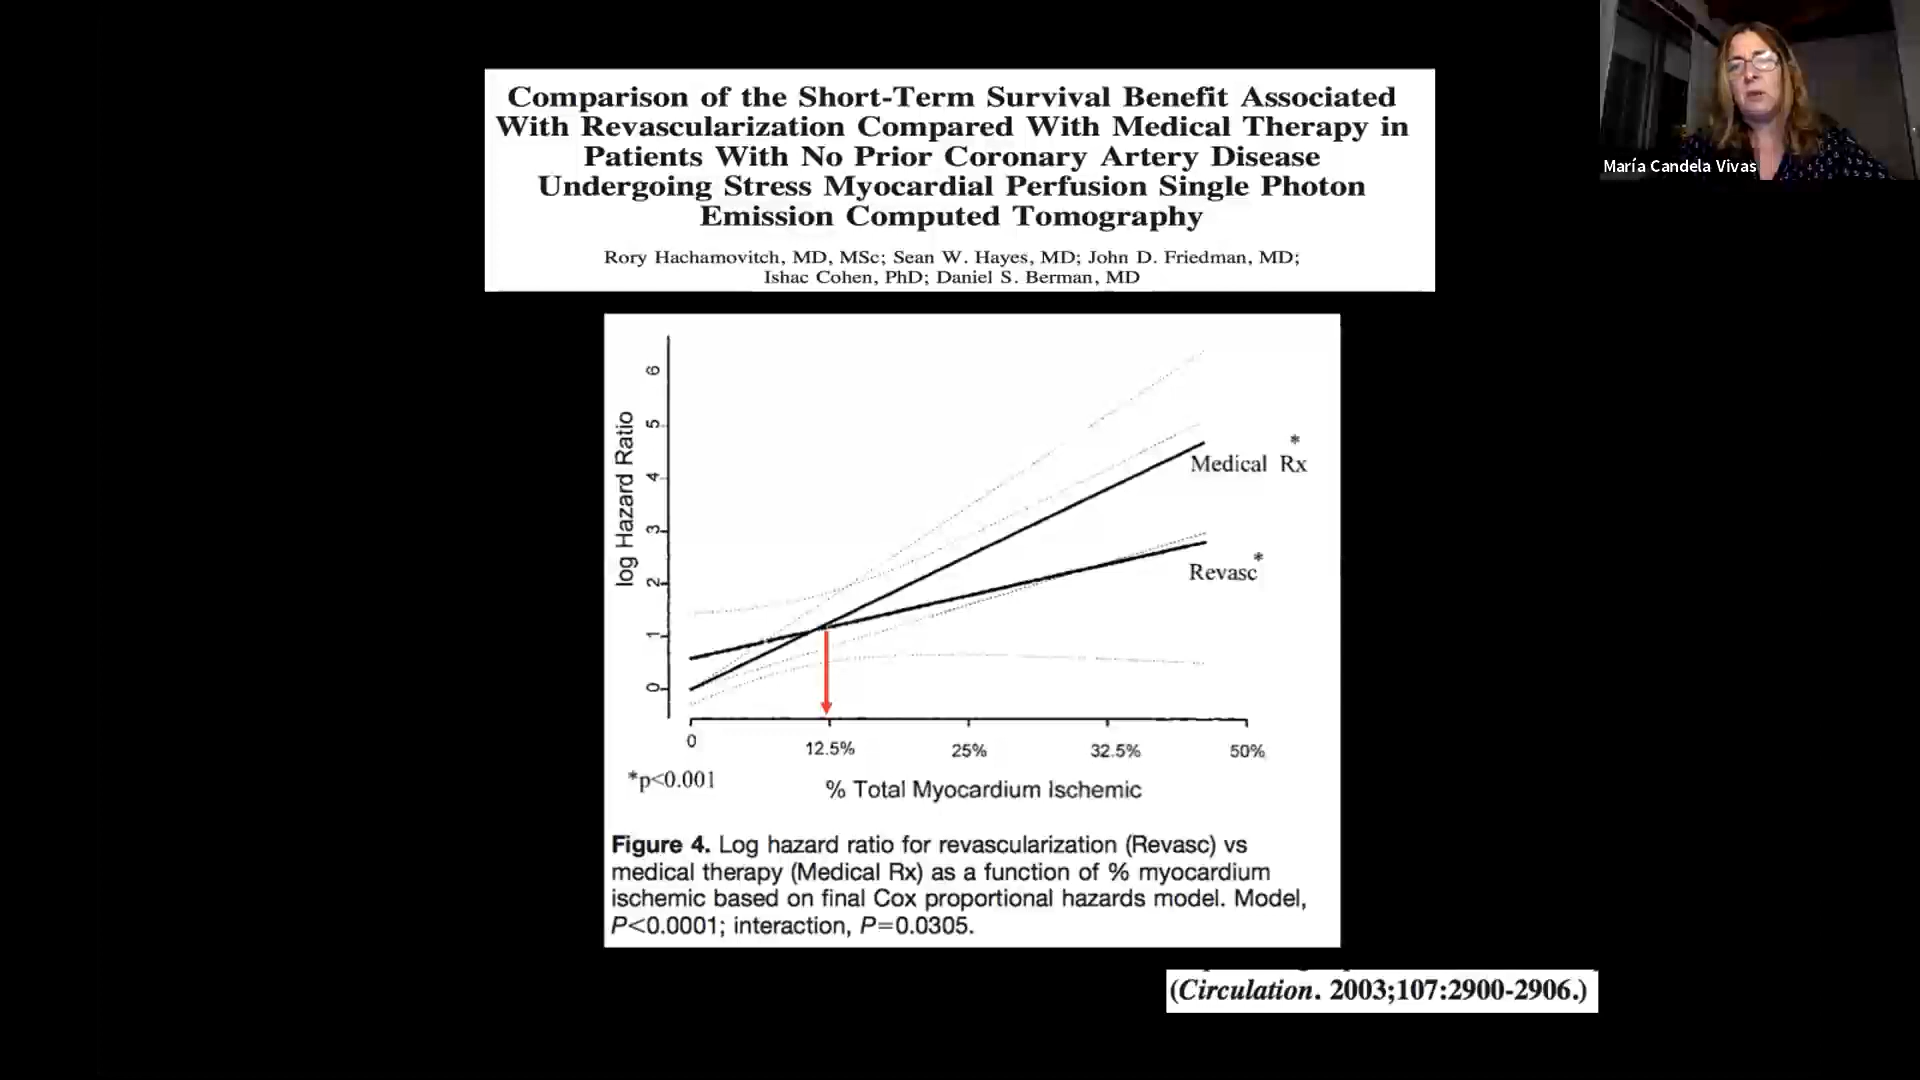 Comparison of the Short-Term Survival Benefit Associated
With Revascularization Compared With Medical Therapy in
Patients With No Prior Coronary Artery Disease
Undergoing Stress Myocardial Perfusion Single Photon
Emission Computed Tomography
Rory Hachamovitch, MD, MSc; Sean W. Hayes, MD; John D. Friedman, MD;
Ishac Cohen, PhD; Daniel S. Berman, MD
María Candela Vivas
log Hazard Ratio
6
5
4
3
2
1
0
Medical Rx*
Revasc*
0 12.5% 25% 32.5% 50%
*p<0.001
% Total Myocardium Ischemic
Figure 4. Log hazard ratio for revascularization (Revasc) vs
medical therapy (Medical Rx) as a function of % myocardium
ischemic based on final Cox proportional hazards model. Model,
P<0.0001; interaction, P=0.0305.
(Circulation. 2003;107:2900-2906.)